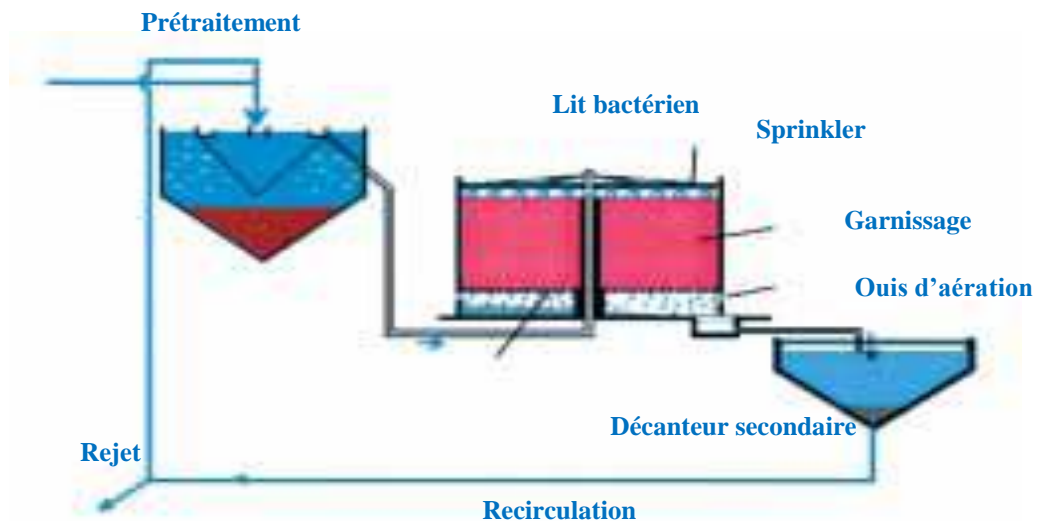 Prétraitement
Lit bactérien
Sprinkler
Garnissage
Ouis d’aération
Décanteur secondaire
Rejet
Recirculation